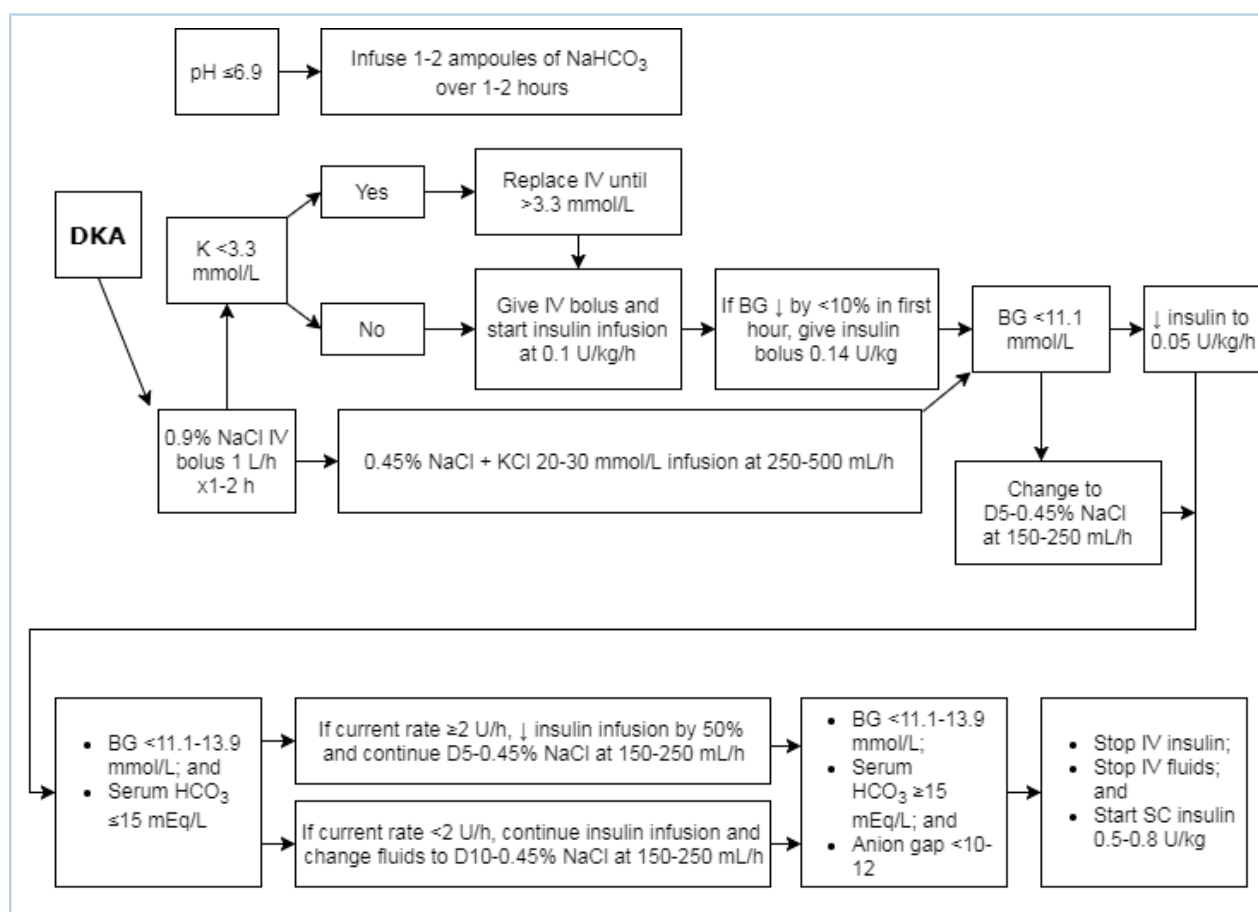 pH ≤6.9
Infuse 1-2 ampoules of NaHCO₃
over 1-2 hours
DKA
K <3.3
mmol/L
Yes
Replace IV until
>3.3 mmol/L
No
Give IV bolus and
start insulin infusion
at 0.1 U/kg/h
If BG ↓ by <10% in first
hour, give insulin
bolus 0.14 U/kg
BG <11.1
mmol/L
↓ insulin to
0.05 U/kg/h
0.9% NaCl IV
bolus 1 L/h
x1-2 h
0.45% NaCl + KCl 20-30 mmol/L infusion at 250-500 mL/h
Change to
D5-0.45% NaCl
at 150-250 mL/h
• BG <11.1-13.9
mmol/L; and
• Serum HCO₃
≤15 mEq/L
If current rate ≥2 U/h, ↓ insulin infusion by 50%
and continue D5-0.45% NaCl at 150-250 mL/h
If current rate <2 U/h, continue insulin infusion and
change fluids to D10-0.45% NaCl at 150-250 mL/h
• BG <11.1-13.9
mmol/L;
• Serum
HCO₃ ≥15
mEq/L; and
• Anion gap <10-
12
• Stop IV insulin;
• Stop IV fluids;
and
• Start SC insulin
0.5-0.8 U/kg